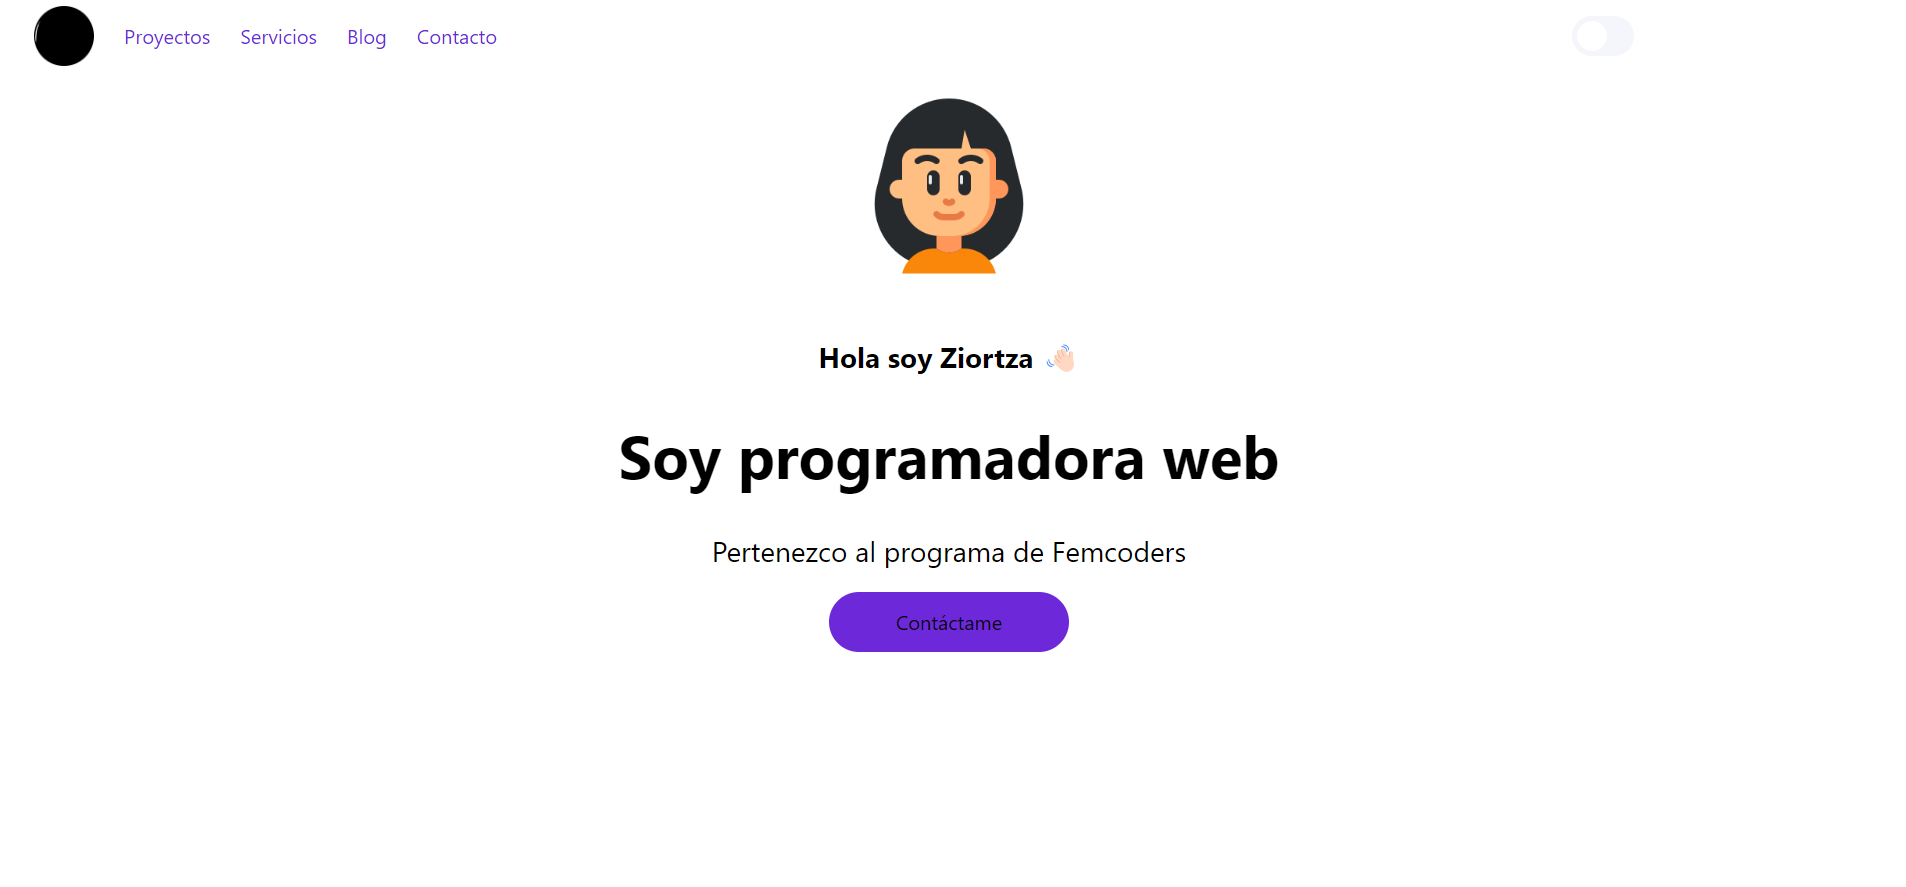 Proyectos Servicios Blog Contacto
Hola soy Ziortza 👋🏻
Soy programadora web
Pertenezco al programa de Femcoders
Contáctame